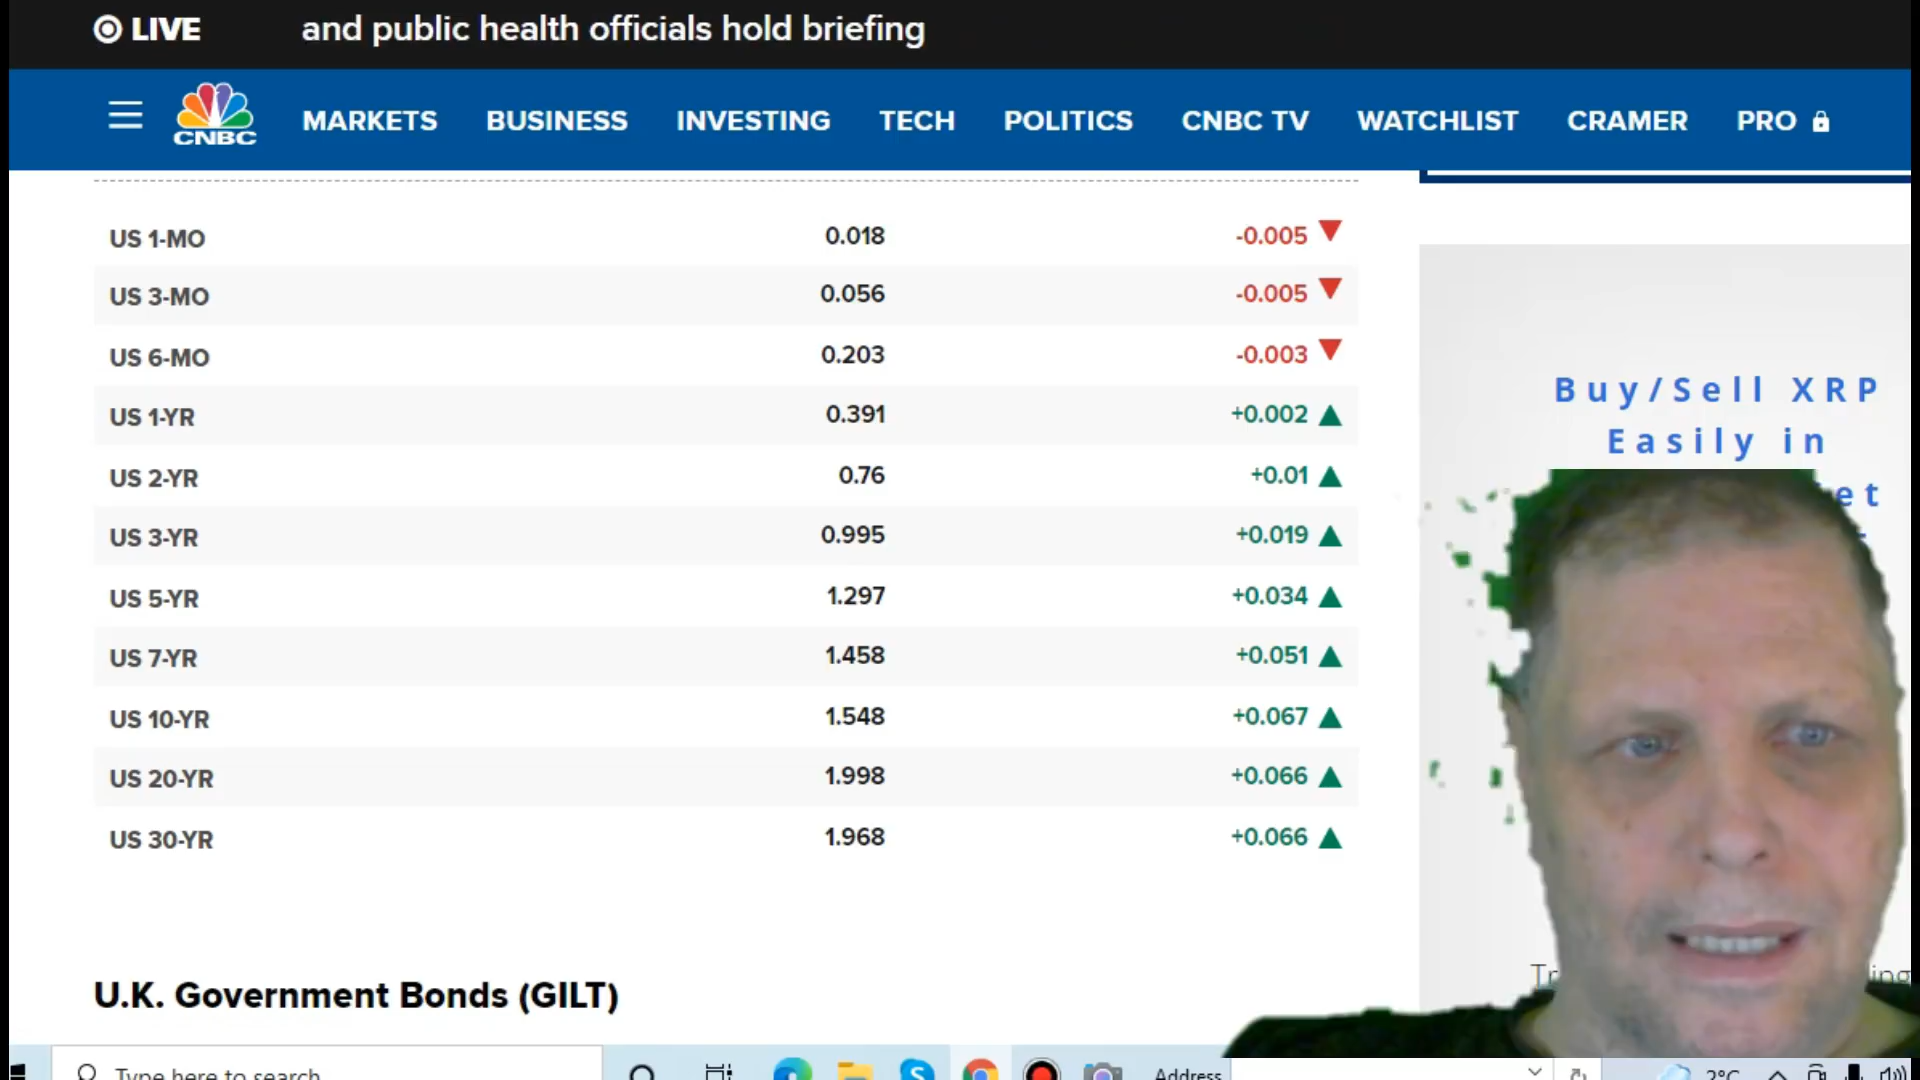 LIVE and public health officials hold briefing
CNBC MARKETS BUSINESS INVESTING TECH POLITICS CNBC TV WATCHLIST CRAMER PRO
US 1-MO 0.018 -0.005
US 3-MO 0.056 -0.005
US 6-MO 0.203 -0.003
US 1-YR 0.391 +0.002
US 2-YR 0.76 +0.01
US 3-YR 0.995 +0.019
US 5-YR 1.297 +0.034
US 7-YR 1.458 +0.051
US 10-YR 1.548 +0.067
US 20-YR 1.998 +0.066
US 30-YR 1.968 +0.066
U.K. Government Bonds (GILT)
Buy/Sell XRP
Easily in
Type here to search
Address
2°C